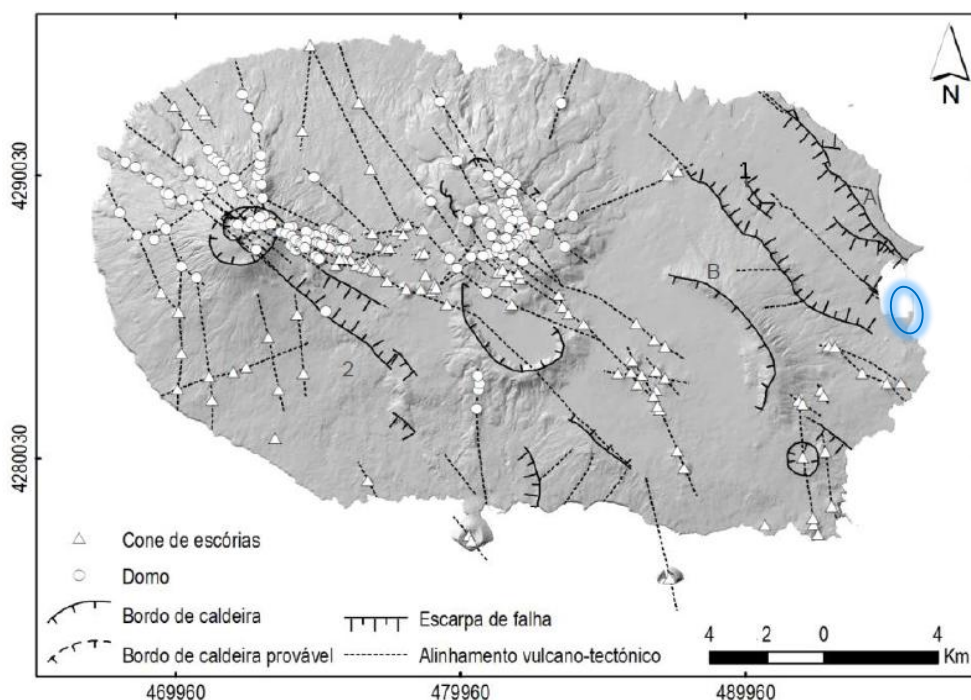 N
4290030
4280030
1
A
B
2
Cone de escórias
Domo
Bordo de caldeira
Bordo de caldeira provável
Escarpa de falha
Alinhamento vulcano-tectónico
4 2 0 4
Km
469960 479960 489960